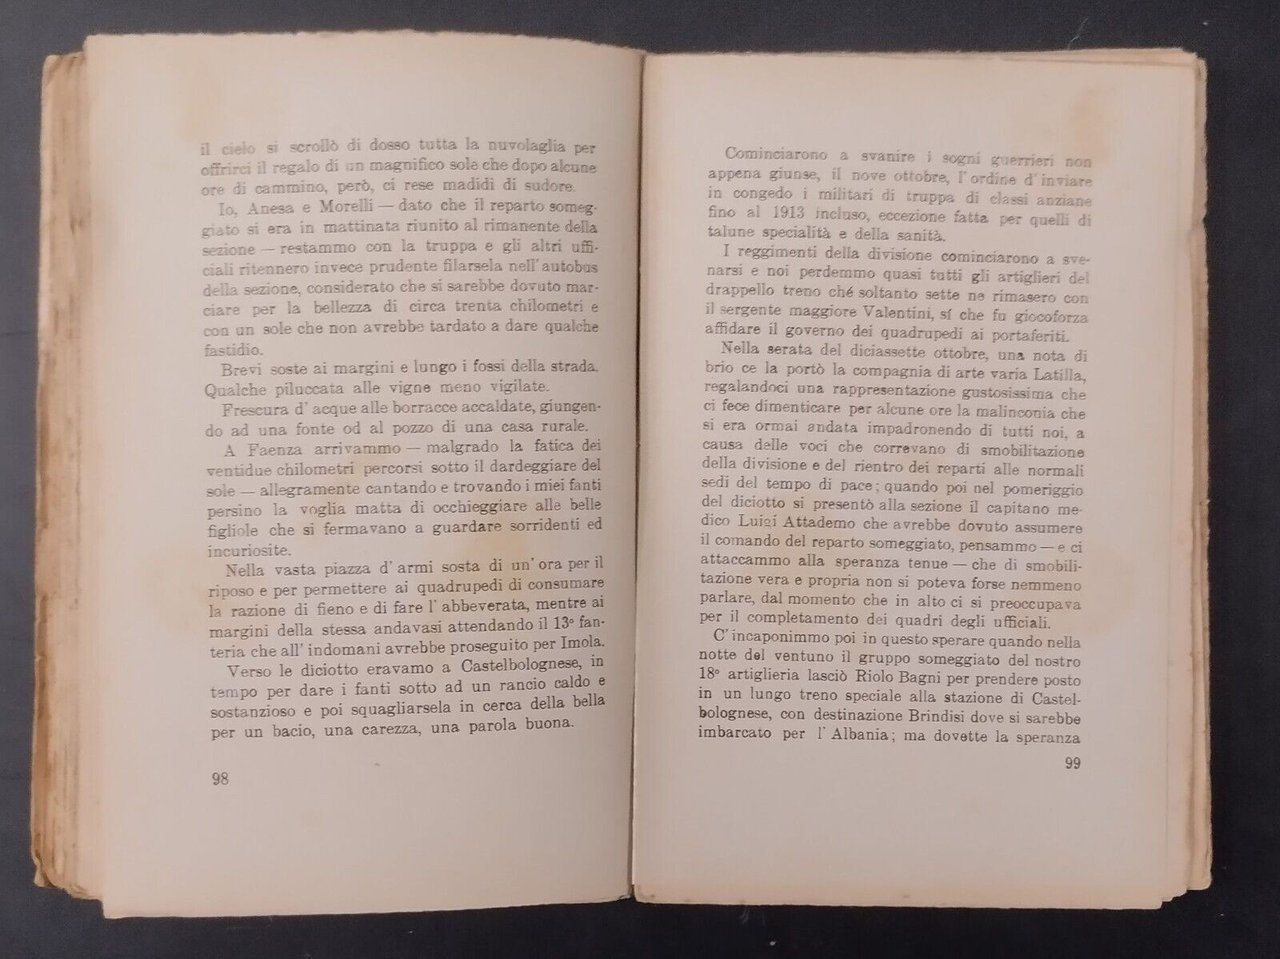 il cielo si scrollò di dosso tutta la nuvolaglia per
offrirci il regalo di un magnifico sole che dopo alcune
ore di cammino, però, ci rese madidi di sudore.
Io, Anesa e Morelli — dato che il reparto someg-
giato si era in mattinata riunito al rimanente della
sezione — restammo con la truppa e gli altri uffi-
ciali ritennero invece prudente filarsela nell'autobus
della sezione, considerato che si sarebbe dovuto mar-
ciare per la bellezza di circa trenta chilometri e
con un sole che non avrebbe tardato a dare qualche
fastidio.
Brevi soste ai margini e lungo i fossi della strada.
Qualche piluccata alle vigne meno vigilate.
Frescura d'acque alle borracce accaldate, giungen-
do ad una fonte od al pozzo di una casa rurale.
A Faenza arrivammo — malgrado la fatica dei
ventidue chilometri percorsi sotto il dardeggiare del
sole — allegramente cantando e trovando i miei fanti
persino la voglia matta di occhieggiare alle belle
figliole che si fermavano a guardare sorridenti ed
incuriosite.
Nella vasta piazza d'armi sosta di un'ora per il
riposo e per permettere ai quadrupedi di consumare
la razione di fieno e di fare l'abbeverata, mentre ai
margini della stessa andavasi attendando il 13° fan-
teria che all'indomani avrebbe proseguito per Imola.
Verso le diciotto eravamo a Castelbolognese, in
tempo per dare i fanti sotto ad un rancio caldo e
sostanzioso e poi squagliarsela in cerca della bella
per un bacio, una carezza, una parola buona.
98
Cominciarono a svanire i sogni guerrieri non
appena giunse, il nove ottobre, l'ordine d'inviare
in congedo i militari di truppa di classi anziane
fino al 1913 incluso, eccezione fatta per quelli di
talune specialità e della sanità.
I reggimenti della divisione cominciarono a sve-
narsi e noi perdemmo quasi tutti gli artiglieri del
drappello treno ché soltanto sette ne rimasero con
il sergente maggiore Valentini, sí che fu giocoforza
affidare il governo dei quadrupedi ai portaferiti.
Nella serata del diciassette ottobre, una nota di
brio ce la portò la compagnia di arte varia Latilla,
regalandoci una rappresentazione gustosissima che
ci fece dimenticare per alcune ore la malinconia che
si era ormai andata impadronendo di tutti noi, a
causa delle voci che correvano di smobilitazione
della divisione e del rientro dei reparti alle normali
sedi del tempo di pace; quando poi nel pomeriggio
del diciotto si presentò alla sezione il capitano me-
dico Luigi Attademo che avrebbe dovuto assumere
il comando del reparto someggiato, pensammo — e ci
attaccammo alla speranza tenue — che di smobili-
tazione vera e propria non si poteva forse nemmeno
parlare, dal momento che in alto ci si preoccupava
per il completamento dei quadri degli ufficiali.
C'incaponimmo poi in questo sperare quando nella
notte del ventuno il gruppo someggiato del nostro
18° artiglieria lasciò Riolo Bagni per prendere posto
in un lungo treno speciale alla stazione di Castel-
bolognese, con destinazione Brindisi dove si sarebbe
imbarcato per l'Albania; ma dovette la speranza
99